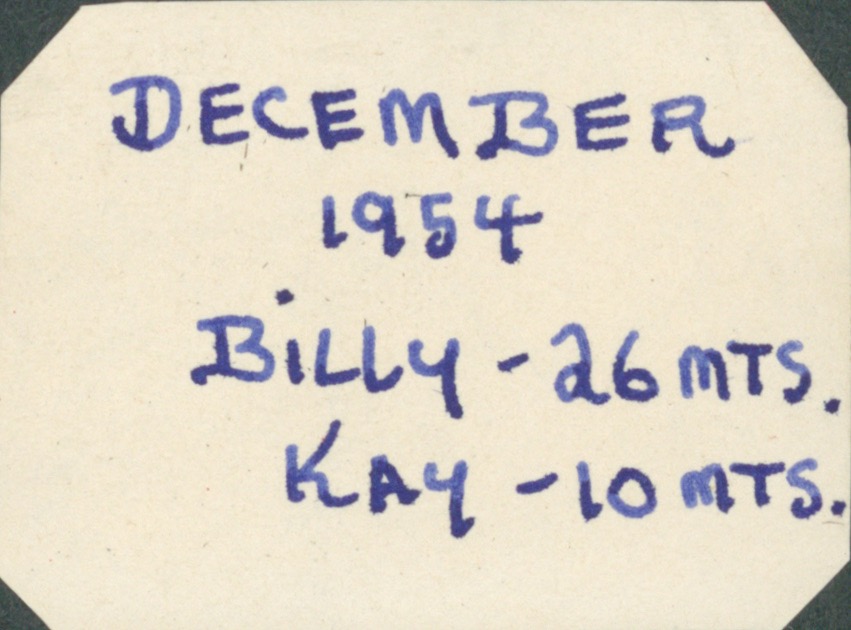 DECEMBER
1954
BiLLy - 26 MTS.
KAy - 10 MTS.